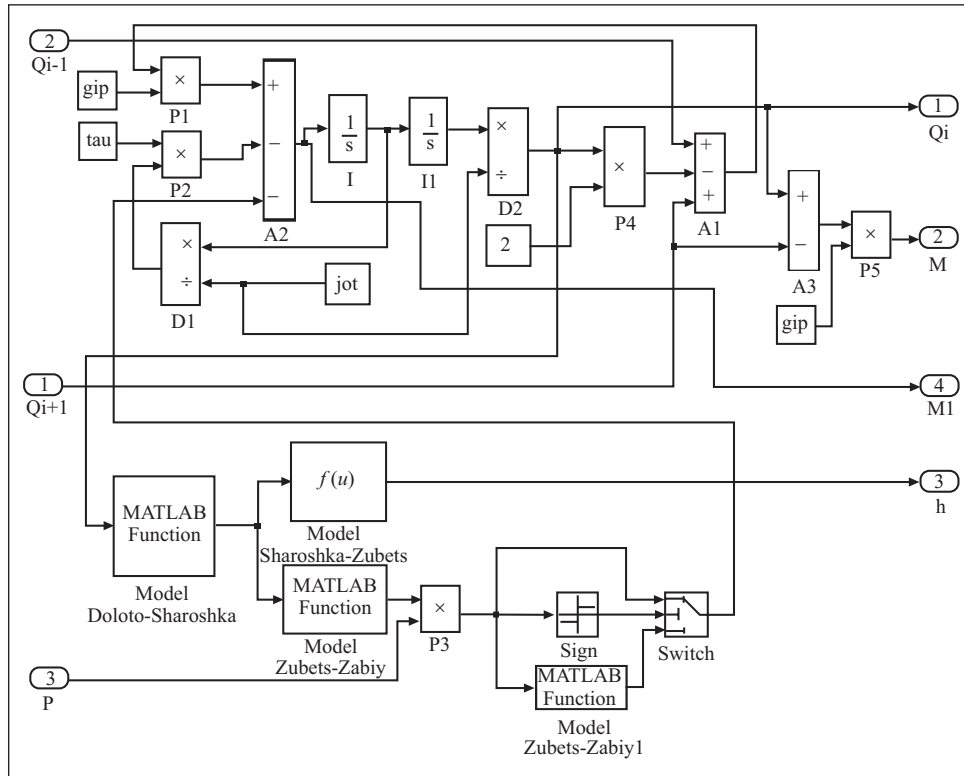 2
Qi-1
gip
×
P1
tau
×
P2
+
−
−
A2
1
s
I
1
s
I1
×
÷
D2
×
P4
2
+
−
+
A1
+
−
A3
×
P5
gip
1
Qi
2
M
×
÷
D1
jot
1
Qi+1
4
M1
MATLAB
Function
Model
Doloto-Sharoshka
f(u)
Model
Sharoshka-Zubets
3
h
MATLAB
Function
Model
Zubets-Zabiy
×
P3
Sign
Switch
MATLAB
Function
Model
Zubets-Zabiy1
3
P